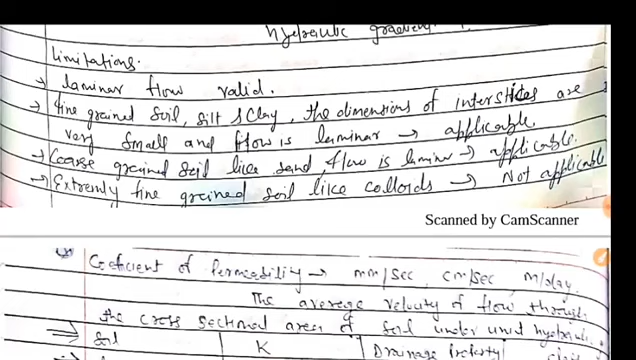 hydraulic gradient
limitations.
→ laminar flow valid.
→ fine grained soil, silt & clay, the dimensions of interstices are
very small and flow is laminar → applicable
→ Coarse grained soil like sand, flow is laminar → applicable.
→ Extremly fine grained soil like colloids → Not applicable
Scanned by CamScanner
Coefficient of Permeability → mm/sec, cm/sec, m/day.
The average velocity of flow through
the cross sectional area of soil under unit hydraulic
Soil K Drainage Property